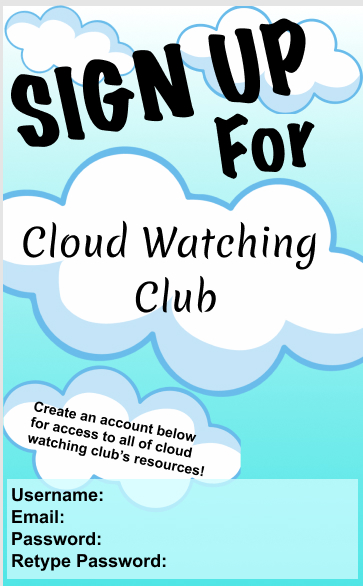 SIGN UP
For
Cloud Watching
Club
Create an account below
for access to all of cloud
watching club's resources!
Username:
Email:
Password:
Retype Password: